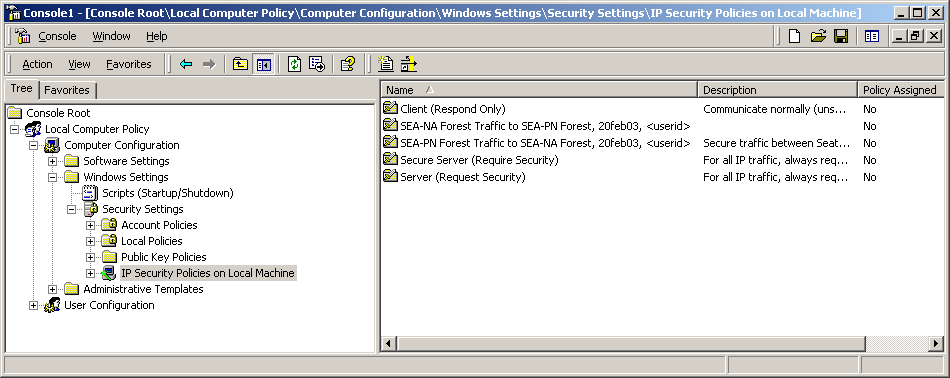 Console1 - [Console Root\Local Computer Policy\Computer Configuration\Windows Settings\Security Settings\IP Security Policies on Local Machine]
Console Window Help
Action View Favorites
Tree Favorites
Console Root
Local Computer Policy
Computer Configuration
Software Settings
Windows Settings
Scripts (Startup/Shutdown)
Security Settings
Account Policies
Local Policies
Public Key Policies
IP Security Policies on Local Machine
Administrative Templates
User Configuration
Name Description Policy Assigned
Client (Respond Only) Communicate normally (uns... No
SEA-NA Forest Traffic to SEA-PN Forest, 20feb03, <userid> No
SEA-PN Forest Traffic to SEA-NA Forest, 20feb03, <userid> Secure traffic between Seat... No
Secure Server (Require Security) For all IP traffic, always req... No
Server (Request Security) For all IP traffic, always req... No